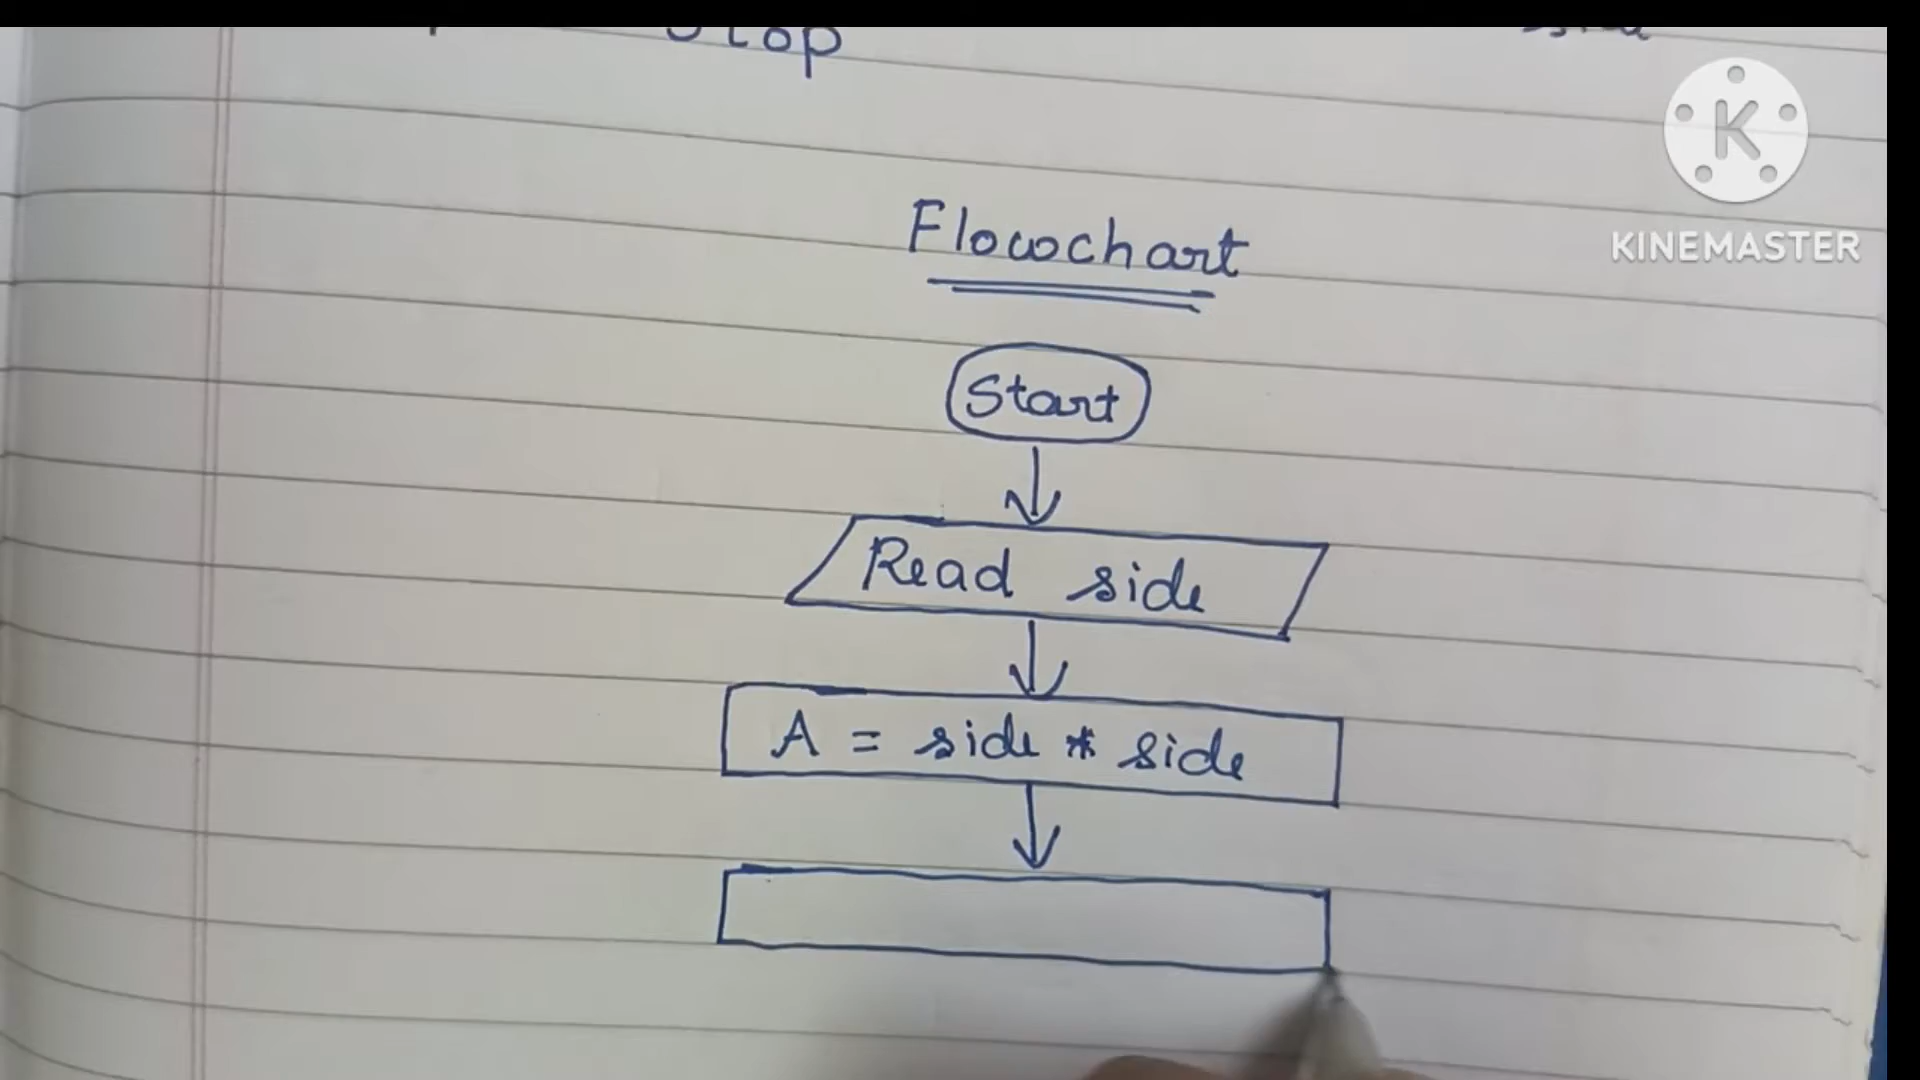 Stop
KINEMASTER
Flowchart
Start
Read side
A = side * side